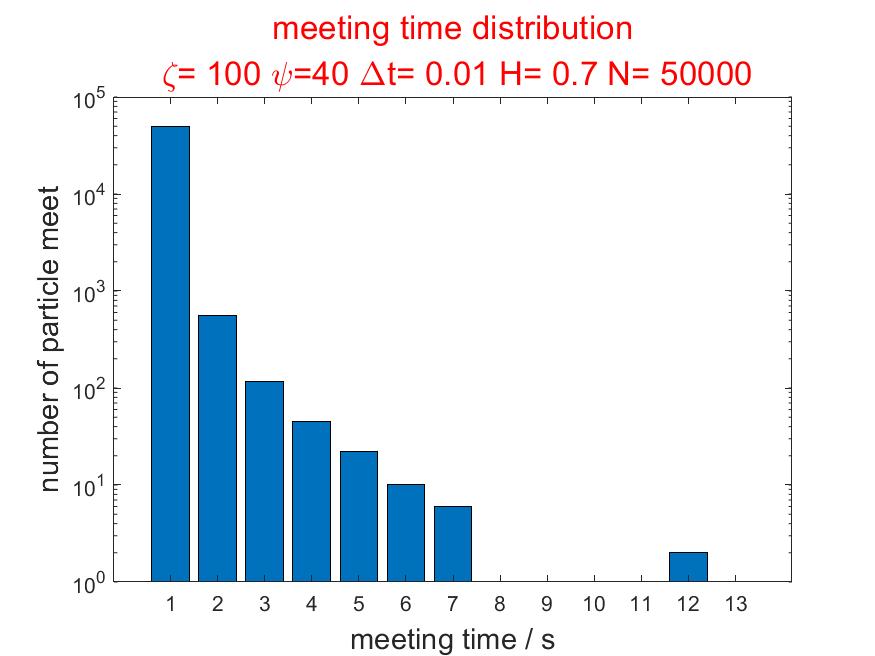 meeting time distribution
ζ= 100 ψ=40 Δt= 0.01 H= 0.7 N= 50000
number of particle meet
10^5
10^4
10^3
10^2
10^1
10^0
1 2 3 4 5 6 7 8 9 10 11 12 13
meeting time / s